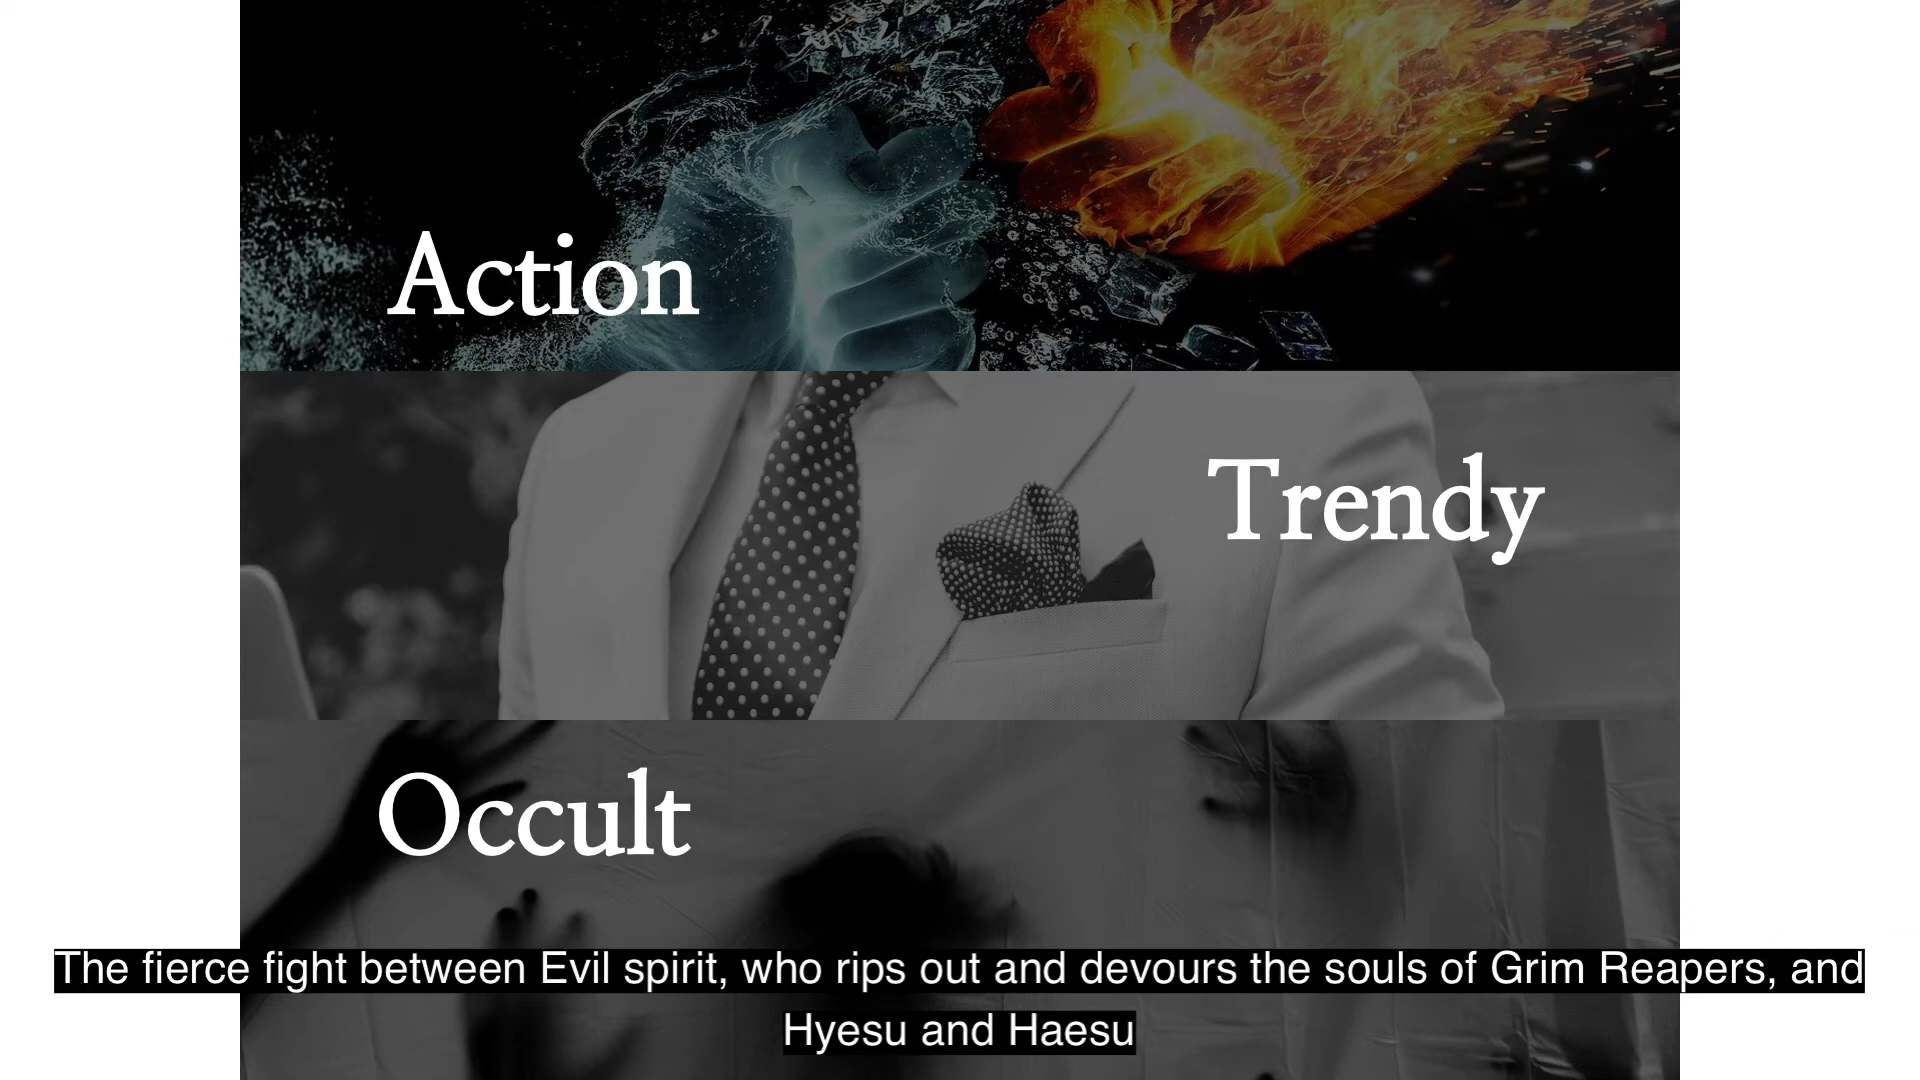 Action
Trendy
Occult
The fierce fight between Evil spirit, who rips out and devours the souls of Grim Reapers, and
Hyesu and Haesu